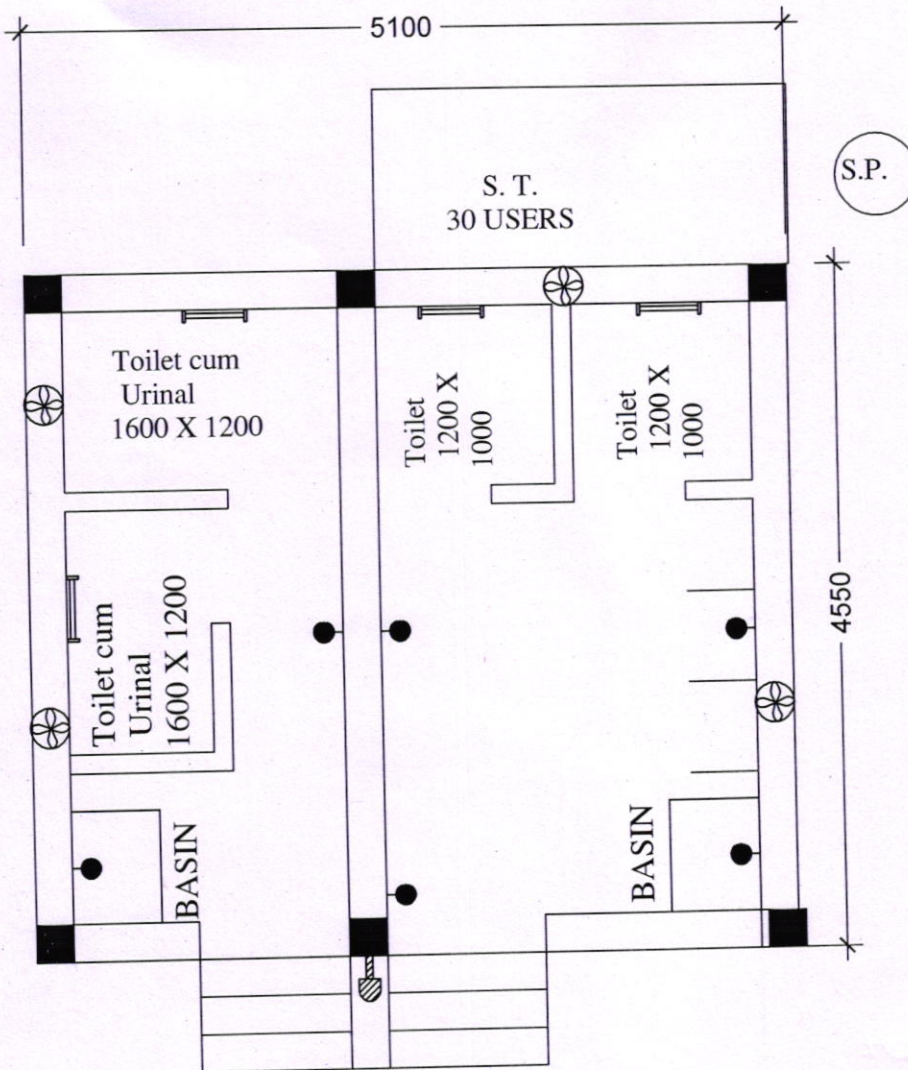 5100
S. T.
30 USERS
S.P.
Toilet cum
Urinal
1600 X 1200
Toilet
1200 X
1000
Toilet
1200 X
1000
4550
Toilet cum
Urinal
1600 X 1200
BASIN
BASIN